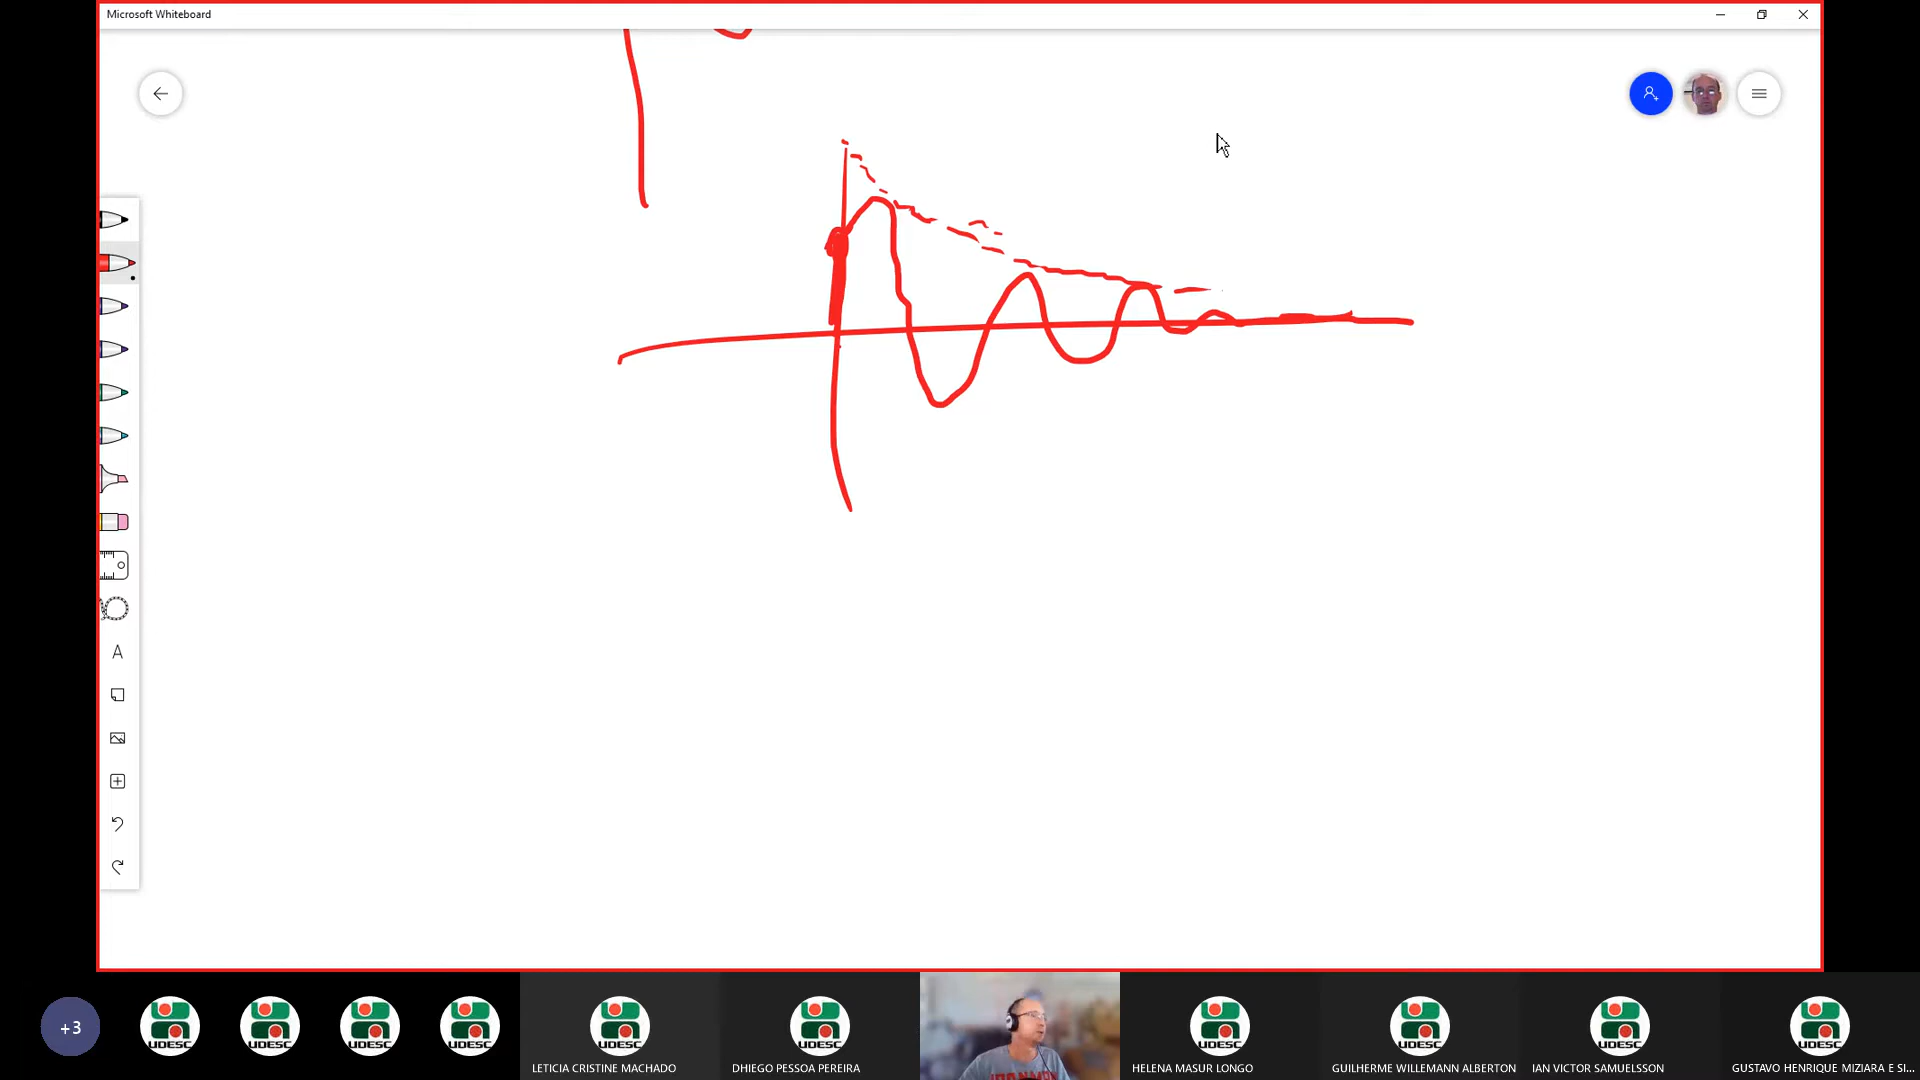 Microsoft Whiteboard
A
+3
UDESC
UDESC
UDESC
UDESC
UDESC
LETICIA CRISTINE MACHADO
UDESC
DHIEGO PESSOA PEREIRA
UDESC
HELENA MASUR LONGO
UDESC
GUILHERME WILLEMANN ALBERTON
UDESC
IAN VICTOR SAMUELSSON
UDESC
GUSTAVO HENRIQUE MIZIARA E SI...